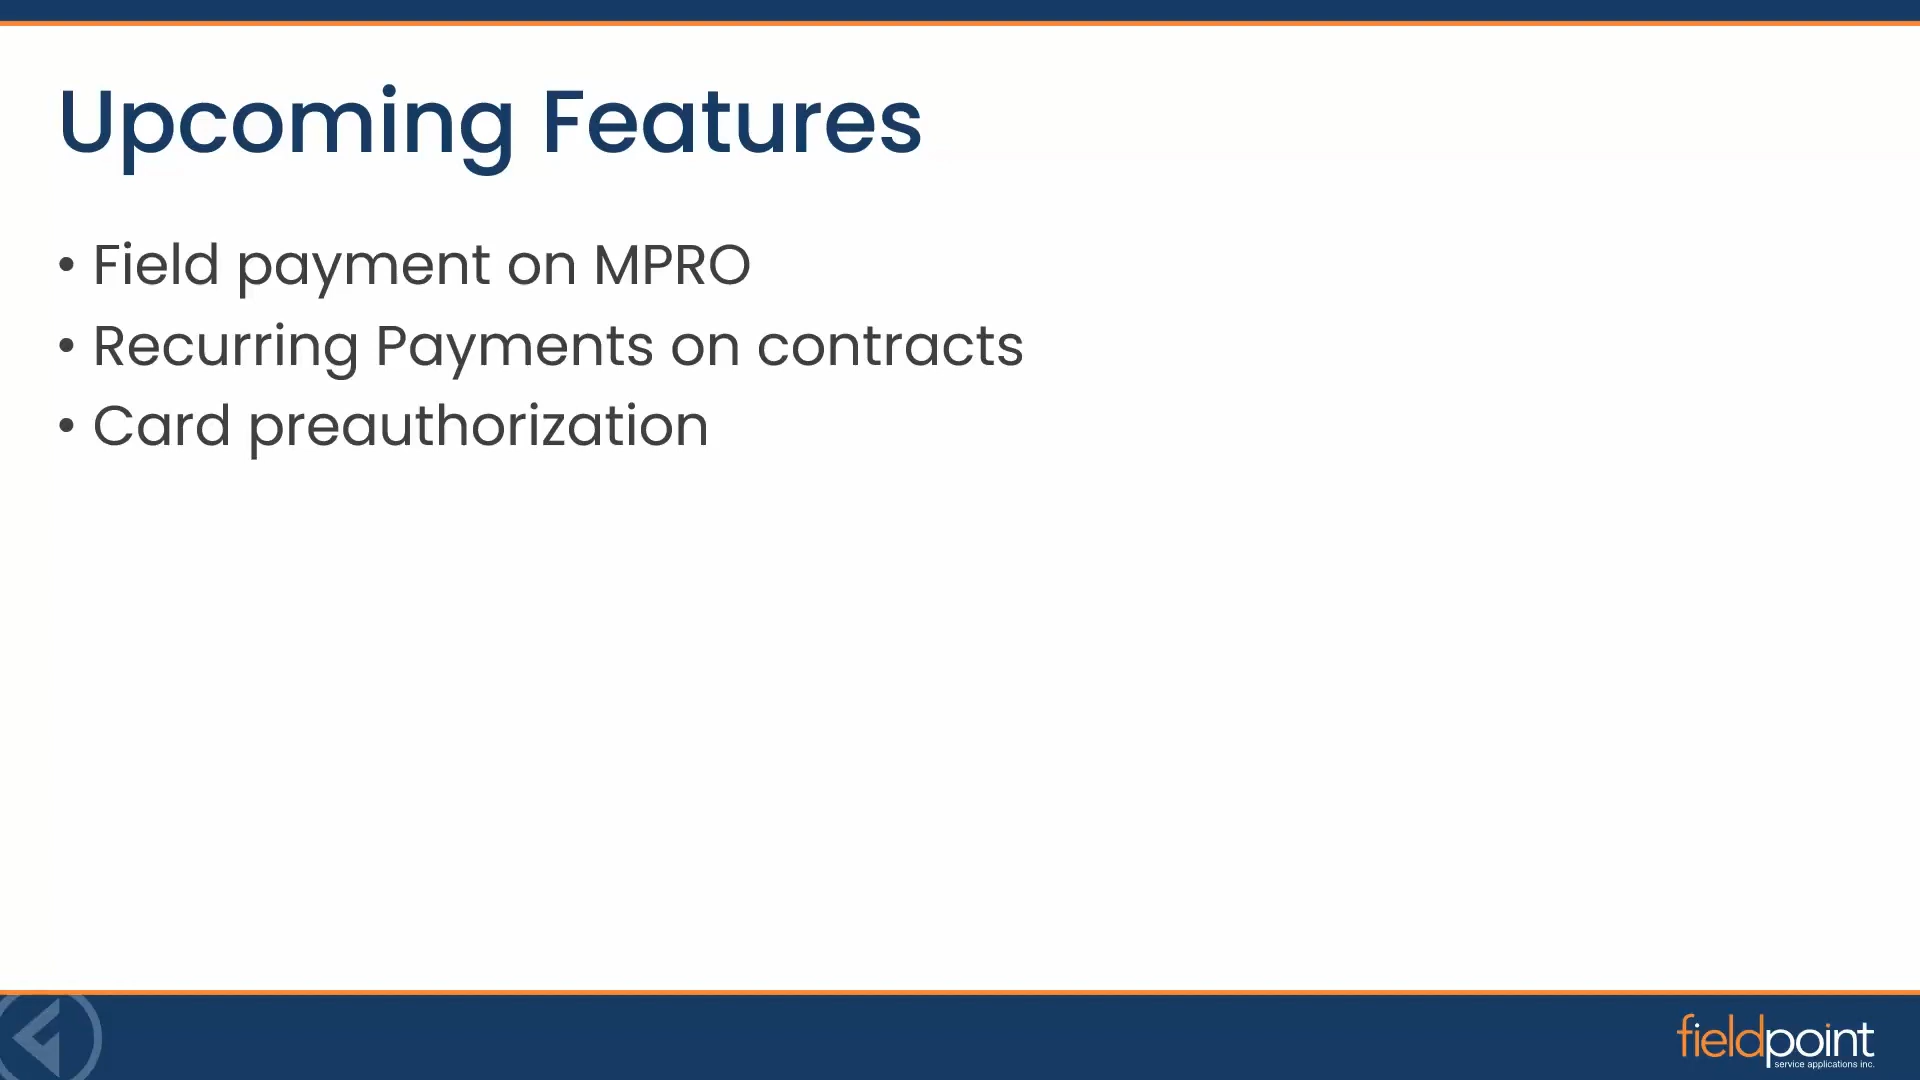 Upcoming Features
• Field payment on MPRO
• Recurring Payments on contracts
• Card preauthorization
fieldpoint
service applications inc.